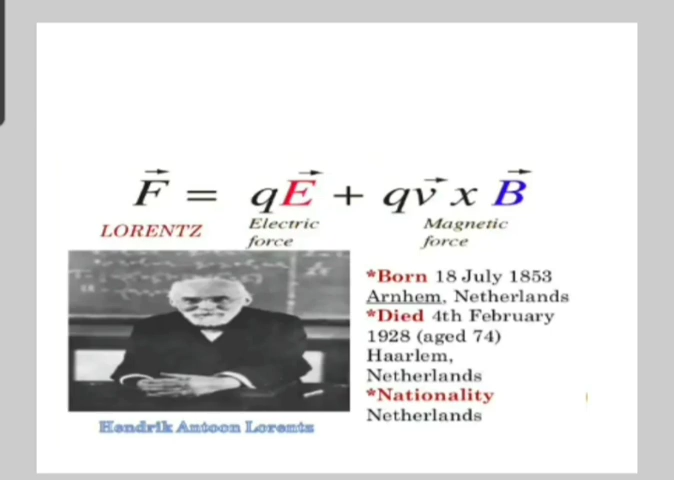 F⃗ = qE⃗ + qv⃗ x B⃗
LORENTZ
Electric
force
Magnetic
force
*Born 18 July 1853
Arnhem, Netherlands
*Died 4th February
1928 (aged 74)
Haarlem,
Netherlands
*Nationality
Netherlands
Hendrik Antoon Lorentz